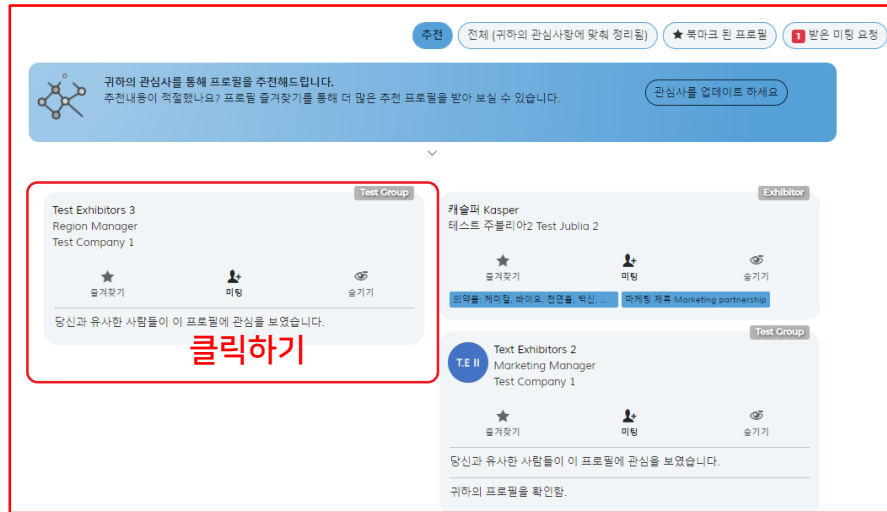 추천
전체 (귀하의 관심사항에 맞춰 정리됨)
★ 북마크 된 프로필
1 받은 미팅 요청
귀하의 관심사를 통해 프로필을 추천해드립니다.
추천내용이 적절했나요? 프로필 즐겨찾기를 통해 더 많은 추천 프로필을 받아 보실 수 있습니다.
관심사를 업데이트 하세요
Test Group
Test Exhibitors 3
Region Manager
Test Company 1
즐겨찾기
미팅
숨기기
당신과 유사한 사람들이 이 프로필에 관심을 보였습니다.
클릭하기
Exhibitor
캐슬퍼 Kasper
테스트 주블리아2 Test Jublia 2
즐겨찾기
미팅
숨기기
의약품: 케미컬, 바이오, 천연물, 백신, ...
마케팅 제휴 Marketing partnership
Test Group
T.E II
Text Exhibitors 2
Marketing Manager
Test Company 1
즐겨찾기
미팅
숨기기
당신과 유사한 사람들이 이 프로필에 관심을 보였습니다.
귀하의 프로필을 확인함.